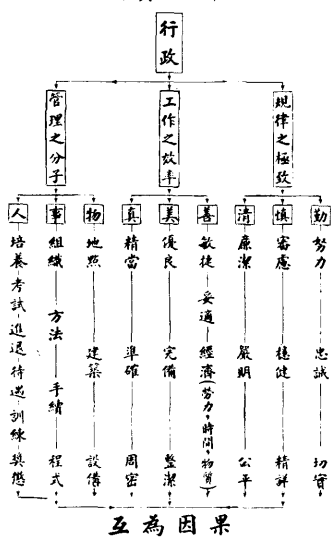 行政
規律之極致
工作之效率
管理之分子
勤
慎
清
善
美
真
物
事
人
努力 忠誠 切實
審慮 穩健 精詳
廉潔 嚴明 公平
敏捷 妥適 經濟(勞力,時間,物質)
優良 完備 整潔
精當 準確 周密
地點 建築 設備
組織 方法 手續 程式
培養 考試 進退 待遇 訓練 獎懲
互為因果